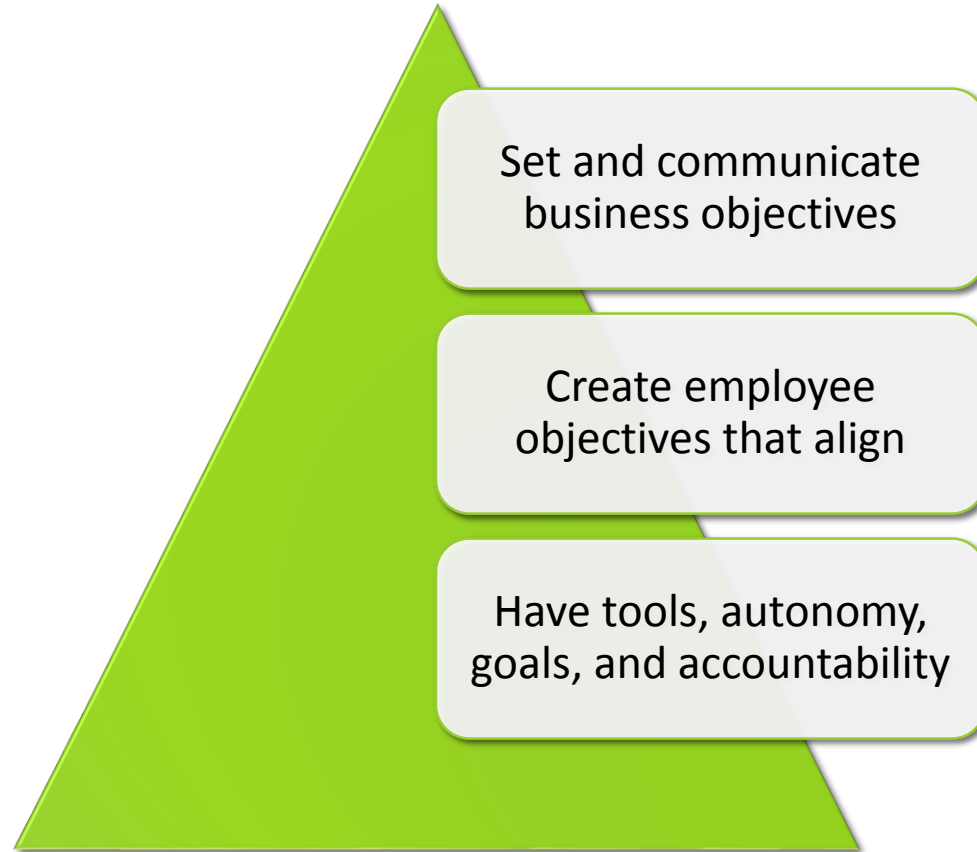 Set and communicate
business objectives
Create employee
objectives that align
Have tools, autonomy,
goals, and accountability